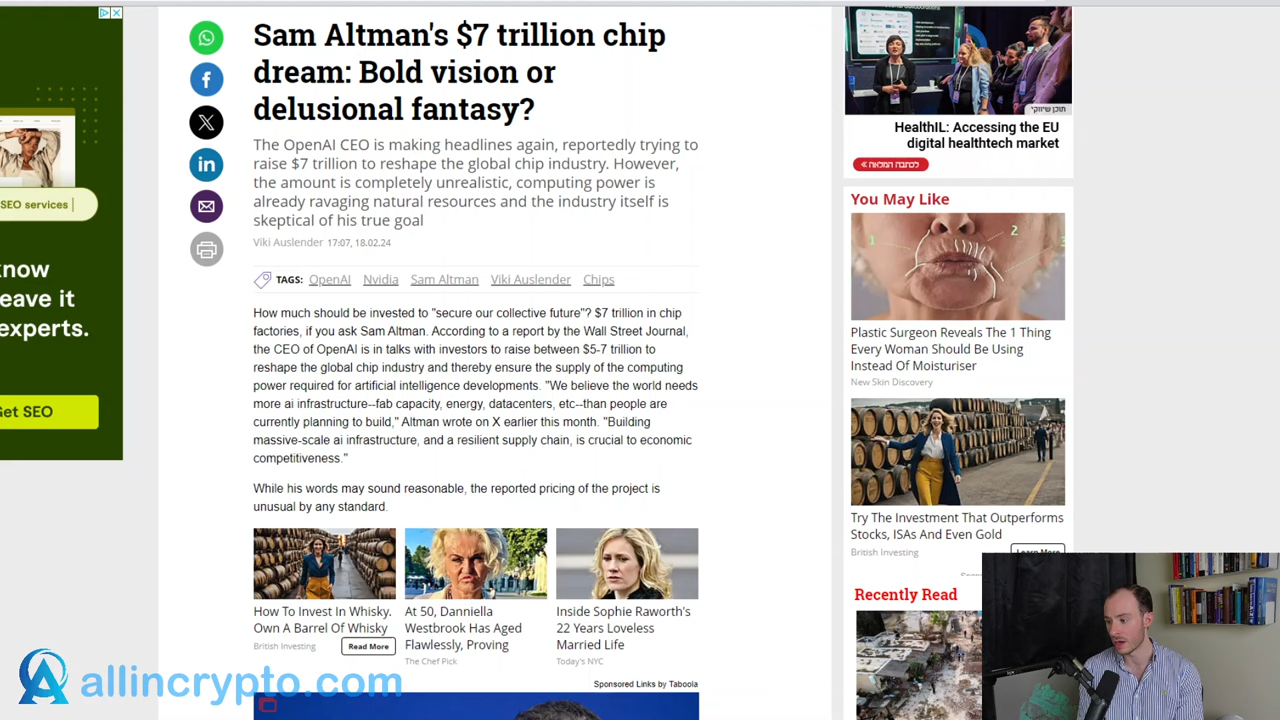 SEO services
know
leave it
experts.
Get SEO
Sam Altman's $7 trillion chip
dream: Bold vision or
delusional fantasy?
The OpenAI CEO is making headlines again, reportedly trying to
raise $7 trillion to reshape the global chip industry. However,
the amount is completely unrealistic, computing power is
already ravaging natural resources and the industry itself is
skeptical of his true goal
Viki Auslender 17:07, 18.02.24
TAGS: OpenAI Nvidia Sam Altman Viki Auslender Chips
How much should be invested to "secure our collective future"? $7 trillion in chip
factories, if you ask Sam Altman. According to a report by the Wall Street Journal,
the CEO of OpenAI is in talks with investors to raise between $5-7 trillion to
reshape the global chip industry and thereby ensure the supply of the computing
power required for artificial intelligence developments. "We believe the world needs
more ai infrastructure--fab capacity, energy, datacenters, etc--than people are
currently planning to build," Altman wrote on X earlier this month. "Building
massive-scale ai infrastructure, and a resilient supply chain, is crucial to economic
competitiveness."
While his words may sound reasonable, the reported pricing of the project is
unusual by any standard.
How To Invest In Whisky.
Own A Barrel Of Whisky
British Investing
Read More
At 50, Danniella
Westbrook Has Aged
Flawlessly, Proving
The Chef Pick
Inside Sophie Raworth's
22 Years Loveless
Married Life
Today's NYC
Sponsored Links by Taboola
תוכן שיווקי
HealthIL: Accessing the EU
digital healthtech market
לכתבה המלאה »
You May Like
1
2
3
Plastic Surgeon Reveals The 1 Thing
Every Woman Should Be Using
Instead Of Moisturiser
New Skin Discovery
Try The Investment That Outperforms
Stocks, ISAs And Even Gold
British Investing
Learn More
Recently Read
allincrypto.com